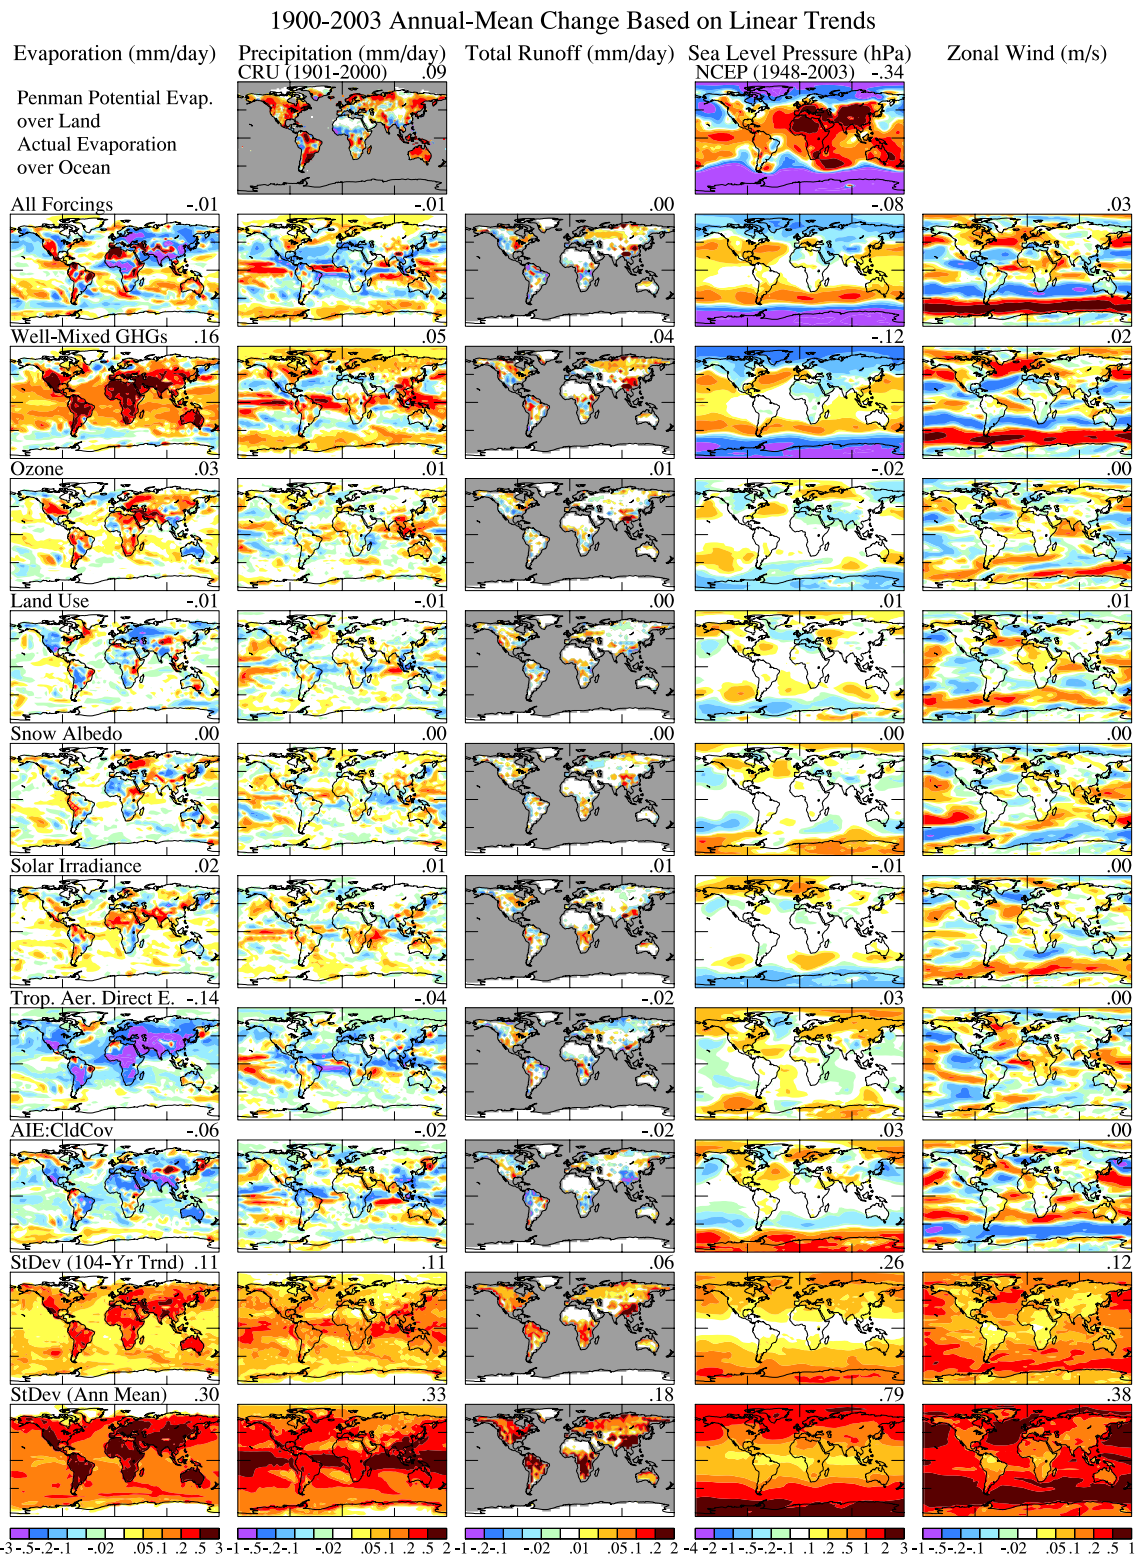 1900-2003 Annual-Mean Change Based on Linear Trends
Evaporation (mm/day) Precipitation (mm/day) Total Runoff (mm/day) Sea Level Pressure (hPa) Zonal Wind (m/s)
CRU (1901-2000) .09 NCEP (1948-2003) -.34
Penman Potential Evap.
over Land
Actual Evaporation
over Ocean
All Forcings -.01 -.01 .00 -.08 .03
Well-Mixed GHGs .16 .05 .04 -.12 .02
Ozone .03 .01 .01 -.02 .00
Land Use -.01 -.01 .00 .01 .01
Snow Albedo .00 .00 .00 .00 .00
Solar Irradiance .02 .01 .01 -.01 .00
Trop. Aer. Direct E. -.14 -.04 -.02 .03 .00
AIE:CldCov -.06 -.02 -.02 .03 .00
StDev (104-Yr Trnd) .11 .11 .06 .26 .12
StDev (Ann Mean) .30 .33 .18 .79 .38
-3 -.5 -.2 -.1 -.02 .05 .1 .2 .5 3 -1 -.5 -.2 -.1 -.02 .05 .1 .2 .5 2 -1 -.2 -.1 -.02 .01 .05 .1 .2 2 -4 -2 -1 -.5 -.2 .2 .5 1 2 3 -1 -.5 -.2 -.1 -.02 .05 .1 .2 .5 1